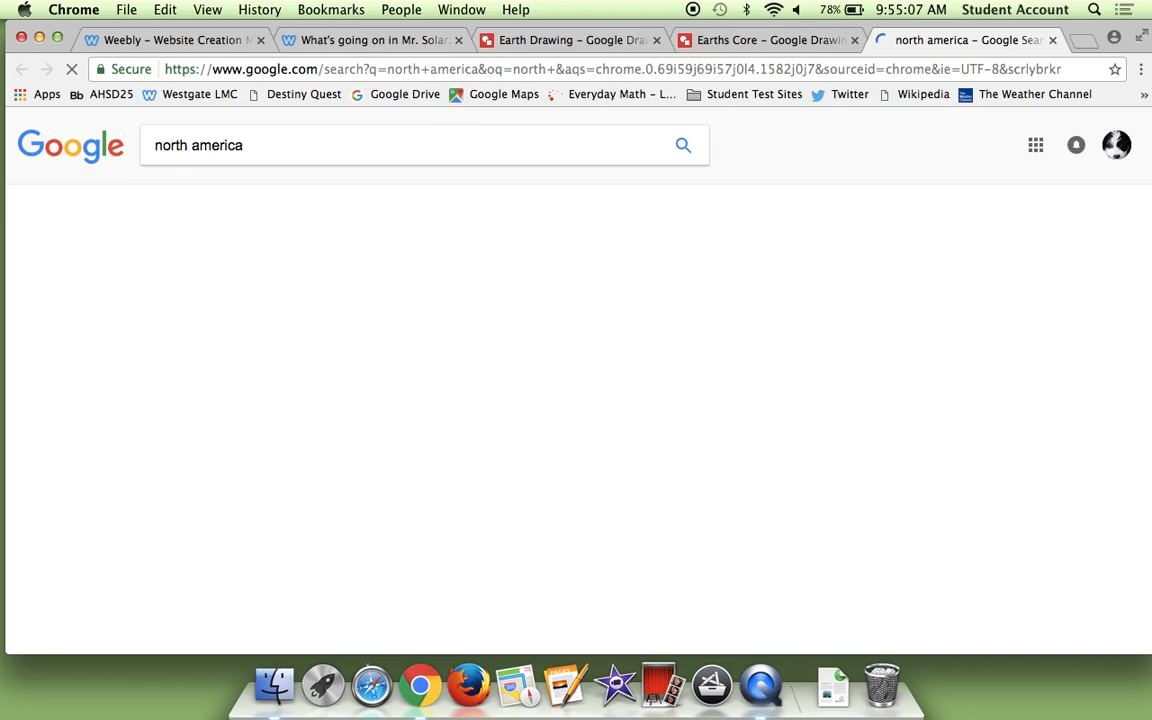 Chrome File Edit View History Bookmarks People Window Help 78% 9:55:07 AM Student Account
Weebly - Website Creation M What's going on in Mr. Solar Earth Drawing - Google Dra Earths Core - Google Drawin north america - Google Sear
Secure https://www.google.com/search?q=north+america&oq=north+&aqs=chrome.0.69i59j69i57j0l4.1582j0j7&sourceid=chrome&ie=UTF-8&scrlybrkr
Apps Bb AHSD25 Westgate LMC Destiny Quest Google Drive Google Maps Everyday Math - L... Student Test Sites Twitter Wikipedia The Weather Channel »
Google north america